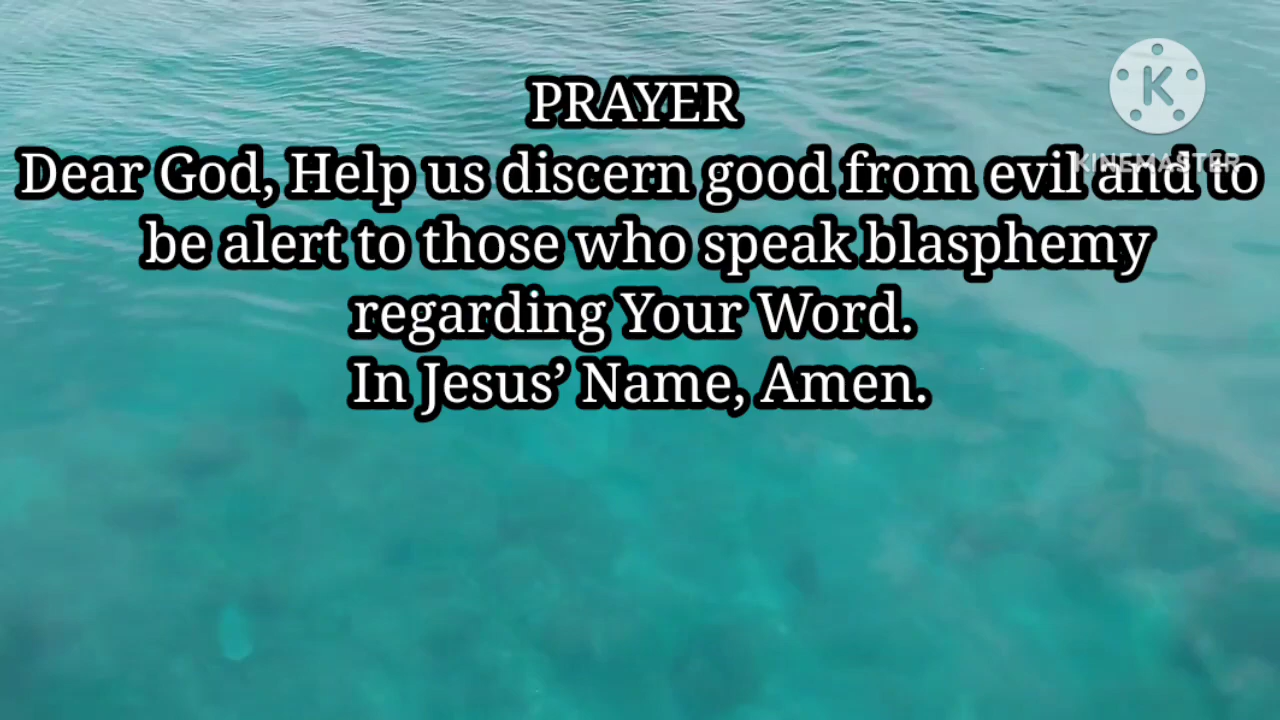 PRAYER
K
KINEMASTER
Dear God, Help us discern good from evil and to
be alert to those who speak blasphemy
regarding Your Word.
In Jesus’ Name, Amen.